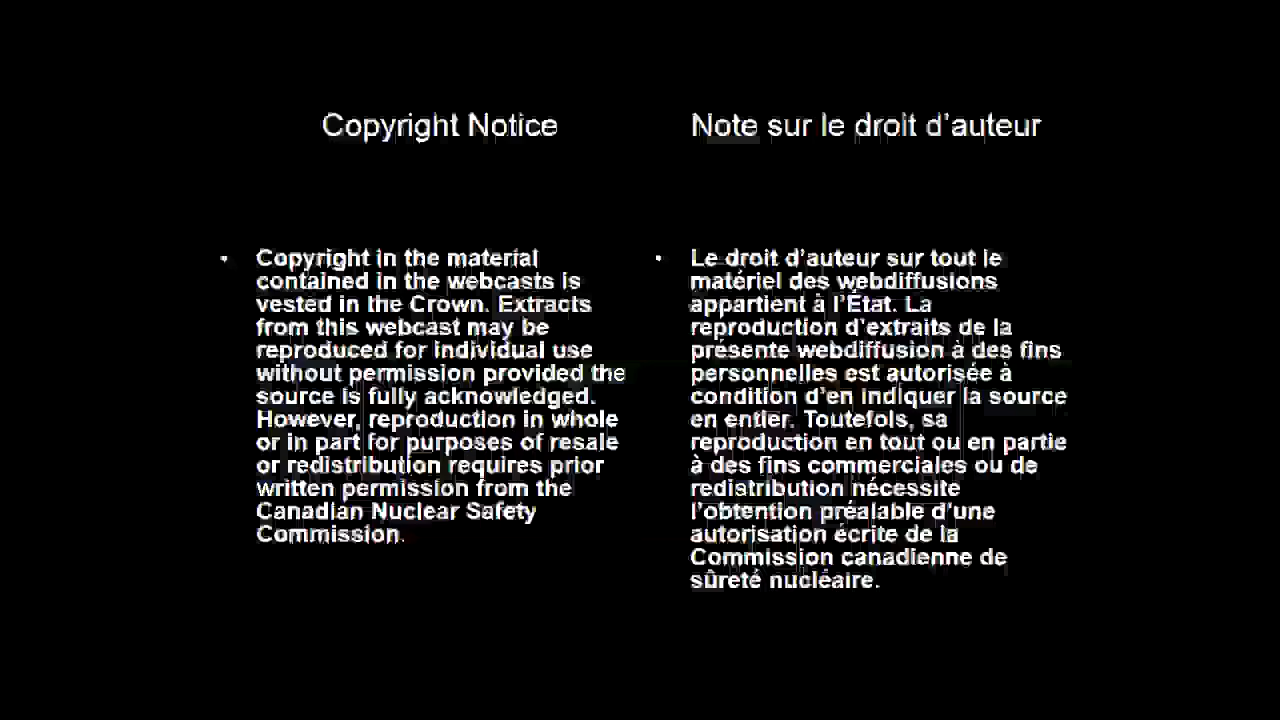 Copyright Notice
• Copyright in the material
contained in the webcasts is
vested in the Crown. Extracts
from this webcast may be
reproduced for individual use
without permission provided the
source is fully acknowledged.
However, reproduction in whole
or in part for purposes of resale
or redistribution requires prior
written permission from the
Canadian Nuclear Safety
Commission.
Note sur le droit d’auteur
• Le droit d’auteur sur tout le
matériel des webdiffusions
appartient à l’État. La
reproduction d’extraits de la
présente webdiffusion à des fins
personnelles est autorisée à
condition d’en indiquer la source
en entier. Toutefois, sa
reproduction en tout ou en partie
à des fins commerciales ou de
redistribution nécessite
l’obtention préalable d’une
autorisation écrite de la
Commission canadienne de
sûreté nucléaire.